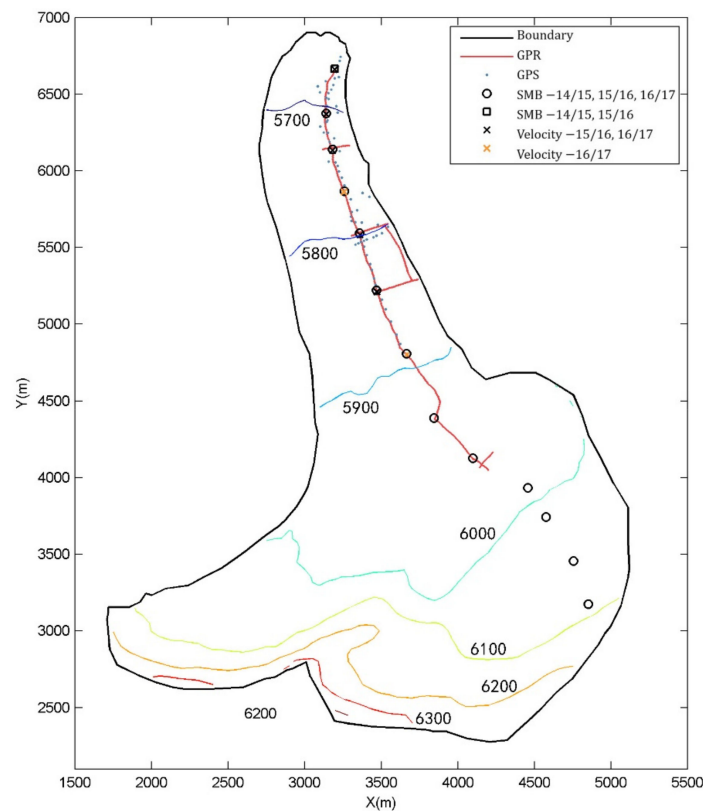 7000
6500
6000
5500
5000
4500
4000
3500
3000
2500
Y(m)
Boundary
GPR
GPS
SMB −14/15, 15/16, 16/17
SMB −14/15, 15/16
Velocity −15/16, 16/17
Velocity −16/17
5700
5800
5900
6000
6100
6200
6200
6300
1500 2000 2500 3000 3500 4000 4500 5000 5500
X(m)